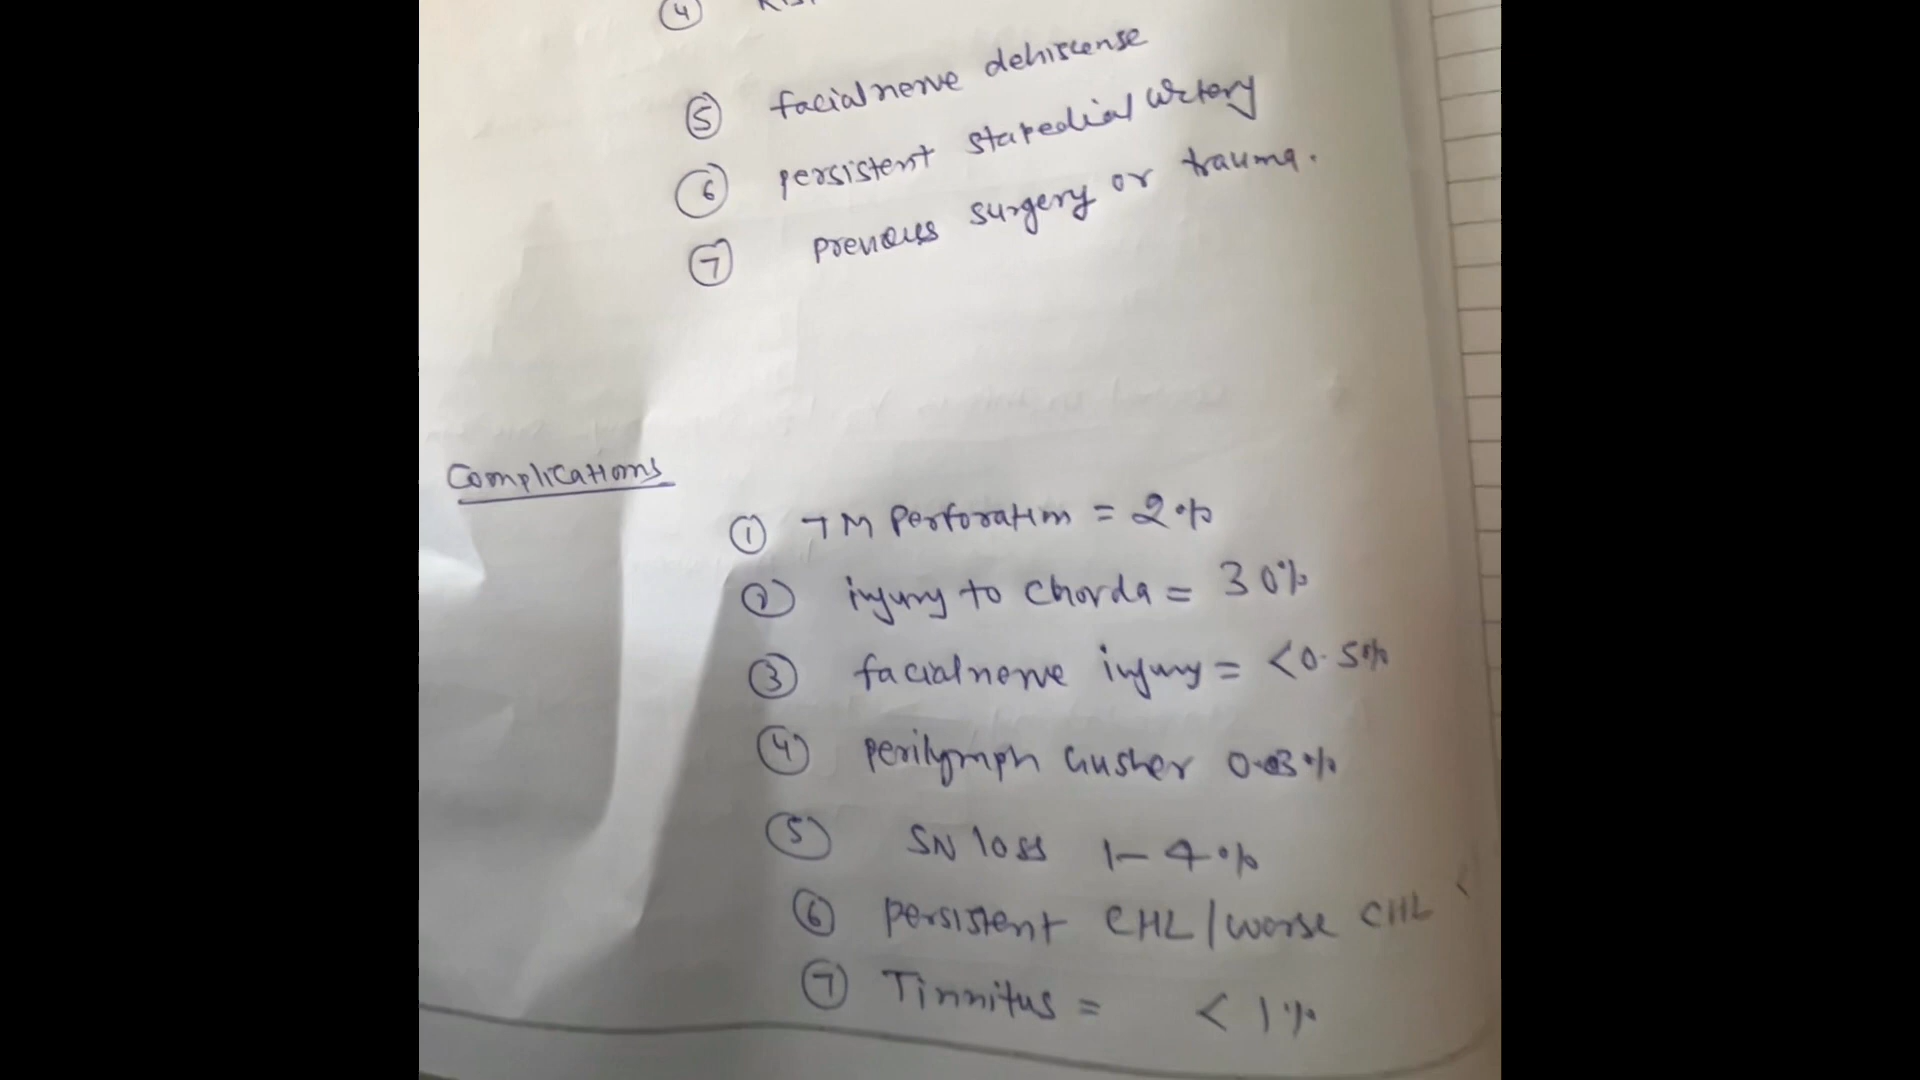 4
5 facial nerve dehiscense
6 persistent stapedial artery
7 previous surgery or trauma.
Complications
1 TM Perforation = 2%
2 injury to chorda = 30%
3 facial nerve injury = <0.5%
4 perilymph Gusher 0.03%
5 SN loss 1-4%
6 persistent CHL/worse CHL <
7 Tinnitus = < 1%